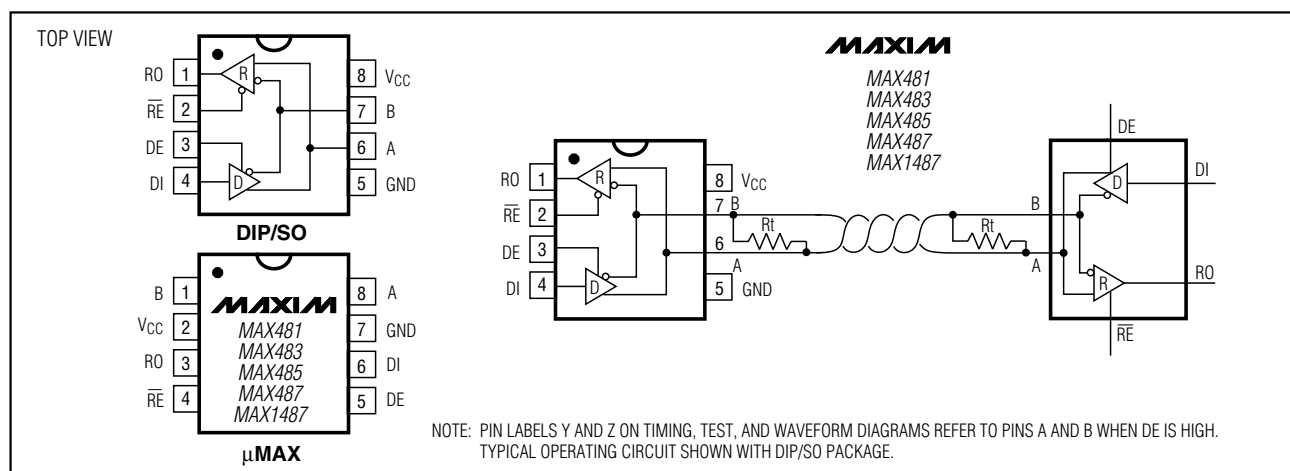 TOP VIEW
RO 1
RE 2
DE 3
DI 4
8 VCC
7 B
6 A
5 GND
R
D
DIP/SO
B 1
VCC 2
RO 3
RE 4
8 A
7 GND
6 DI
5 DE
MAXIM
MAX481
MAX483
MAX485
MAX487
MAX1487
µMAX
MAXIM
MAX481
MAX483
MAX485
MAX487
MAX1487
RO 1
RE 2
DE 3
DI 4
R
D
8 VCC
7 B
6
A
5 GND
Rt
Rt
B
A
DE
D
DI
R
RO
RE
NOTE: PIN LABELS Y AND Z ON TIMING, TEST, AND WAVEFORM DIAGRAMS REFER TO PINS A AND B WHEN DE IS HIGH.
TYPICAL OPERATING CIRCUIT SHOWN WITH DIP/SO PACKAGE.